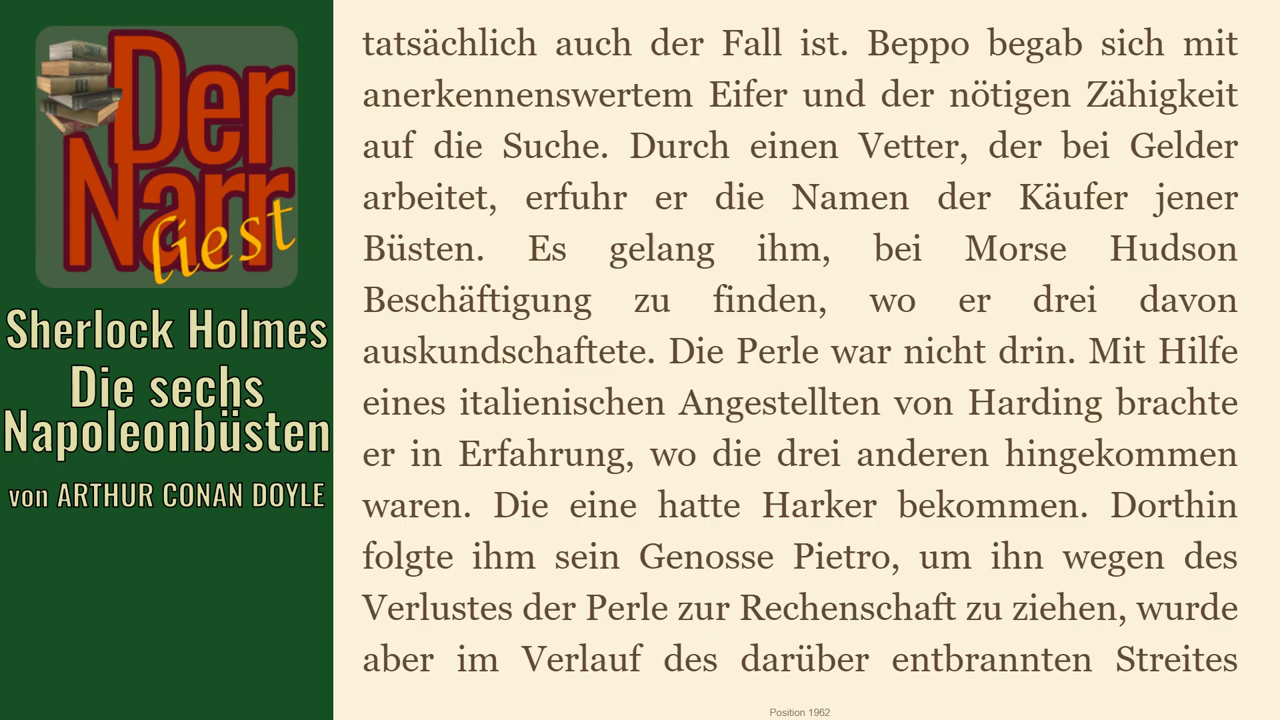 Der
Narr
liest
Sherlock Holmes
Die sechs
Napoleonbüsten
von ARTHUR CONAN DOYLE
tatsächlich auch der Fall ist. Beppo begab sich mit
anerkennenswertem Eifer und der nötigen Zähigkeit
auf die Suche. Durch einen Vetter, der bei Gelder
arbeitet, erfuhr er die Namen der Käufer jener
Büsten. Es gelang ihm, bei Morse Hudson
Beschäftigung zu finden, wo er drei davon
auskundschaftete. Die Perle war nicht drin. Mit Hilfe
eines italienischen Angestellten von Harding brachte
er in Erfahrung, wo die drei anderen hingekommen
waren. Die eine hatte Harker bekommen. Dorthin
folgte ihm sein Genosse Pietro, um ihn wegen des
Verlustes der Perle zur Rechenschaft zu ziehen, wurde
aber im Verlauf des darüber entbrannten Streites
Position 1962